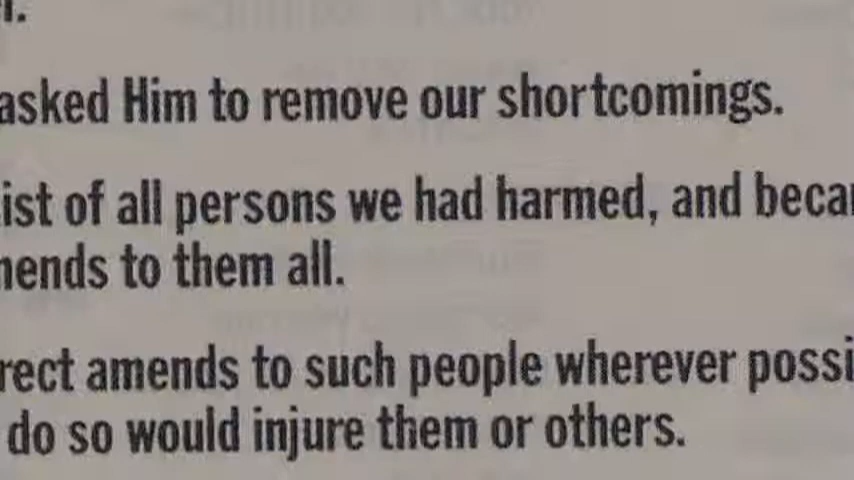 asked Him to remove our shortcomings.
ist of all persons we had harmed, and becar
nends to them all.
rect amends to such people wherever possi
do so would injure them or others.